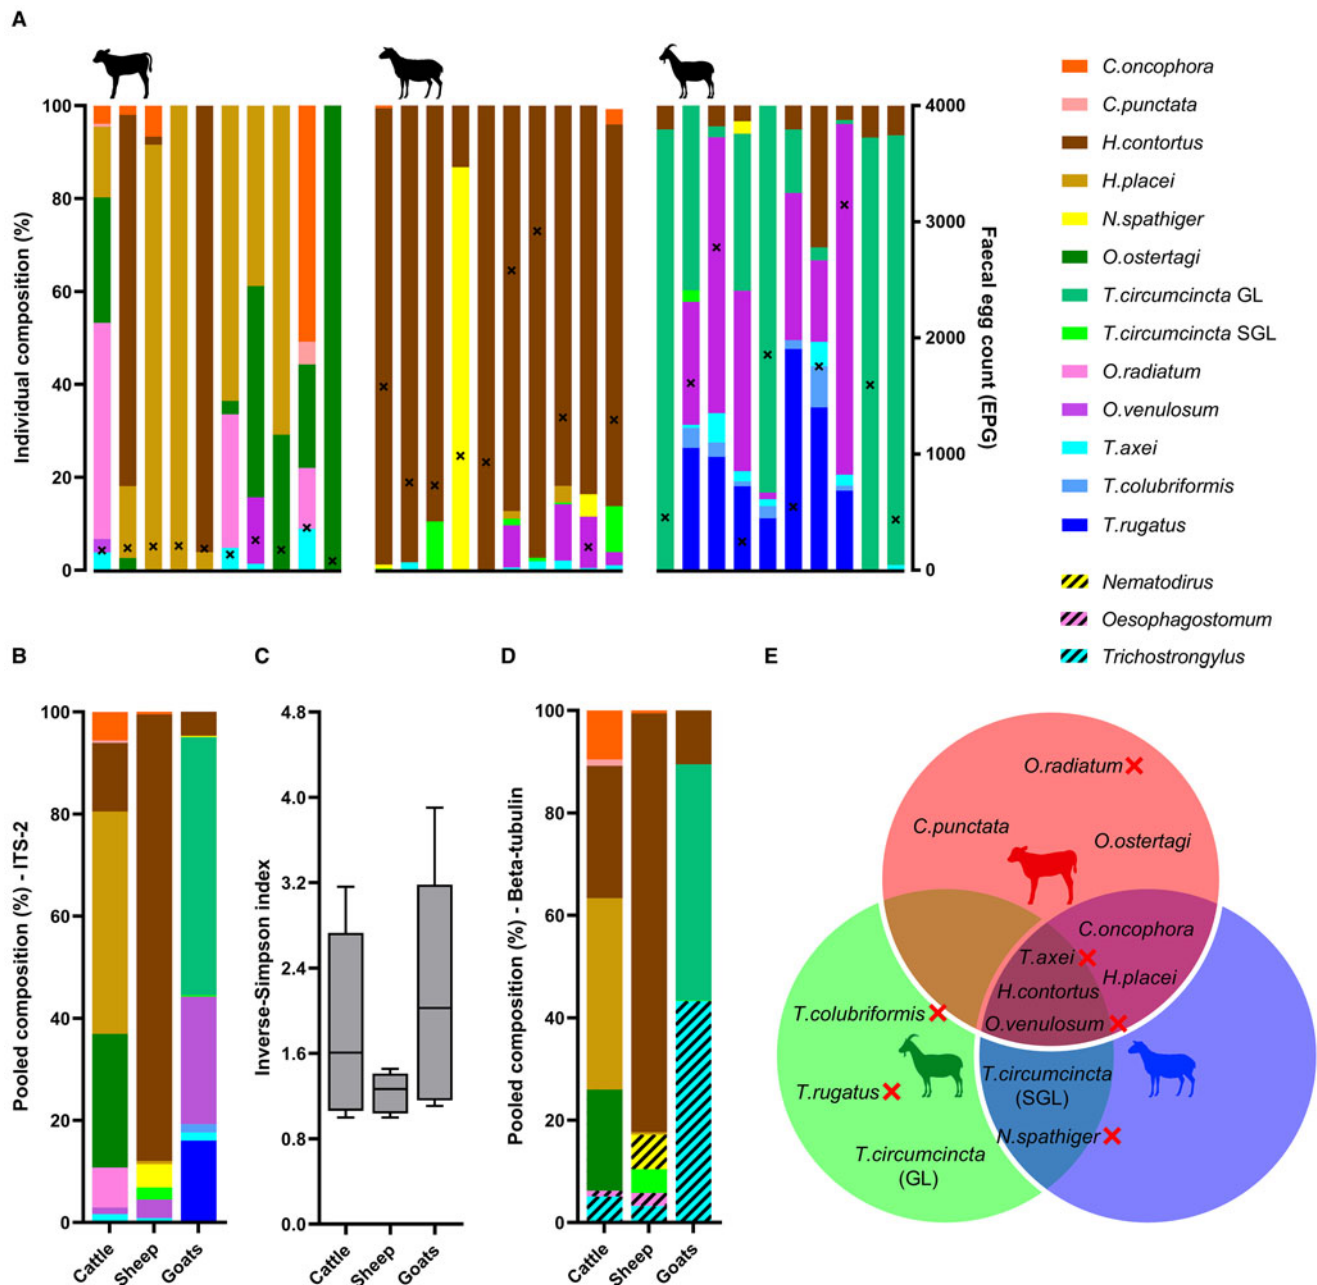 A
Individual composition (%)
100
80
60
40
20
0
4000
3000
2000
1000
0
Faecal egg count (EPG)
C.oncophora
C.punctata
H.contortus
H.placei
N.spathiger
O.ostertagi
T.circumcincta GL
T.circumcincta SGL
O.radiatum
O.venulosum
T.axei
T.colubriformis
T.rugatus
Nematodirus
Oesophagostomum
Trichostrongylus
B
Pooled composition (%) - ITS-2
100
80
60
40
20
0
Cattle
Sheep
Goats
C
Inverse-Simpson index
4.8
4.0
3.2
2.4
1.6
0.8
0.0
Cattle
Sheep
Goats
D
Pooled composition (%) - Beta-tubulin
100
80
60
40
20
0
Cattle
Sheep
Goats
E
O.radiatum
C.punctata
O.ostertagi
C.oncophora
T.axei
H.placei
H.contortus
T.colubriformis
O.venulosum
T.circumcincta
(SGL)
T.rugatus
N.spathiger
T.circumcincta
(GL)